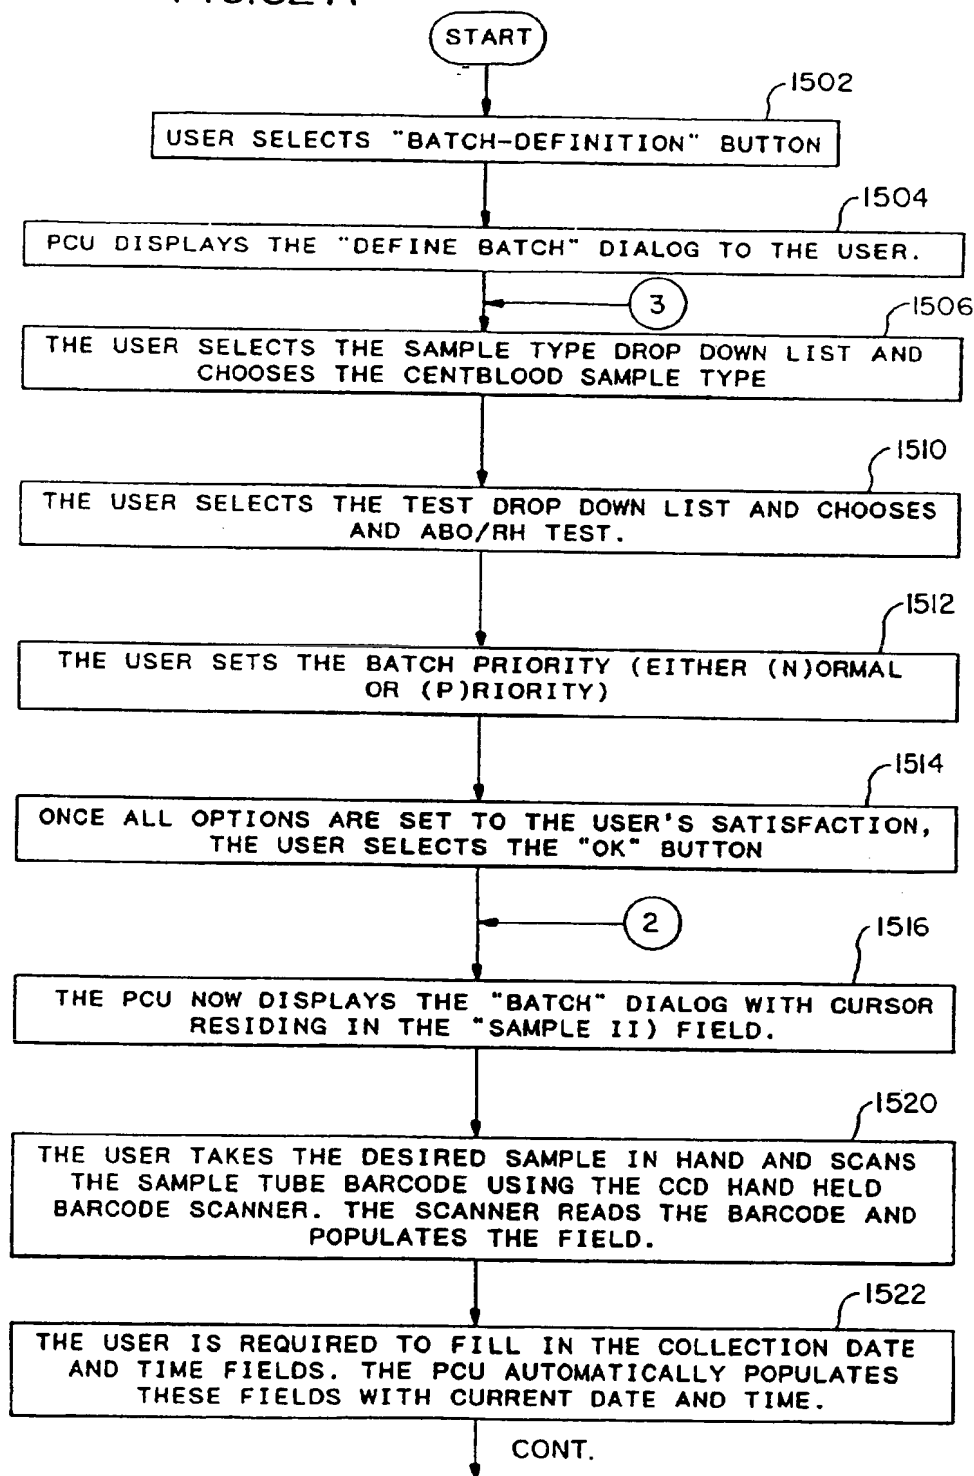 START
1502
USER SELECTS "BATCH-DEFINITION" BUTTON
1504
PCU DISPLAYS THE "DEFINE BATCH" DIALOG TO THE USER.
3
1506
THE USER SELECTS THE SAMPLE TYPE DROP DOWN LIST AND
CHOOSES THE CENTBLOOD SAMPLE TYPE
1510
THE USER SELECTS THE TEST DROP DOWN LIST AND CHOOSES
AND ABO/RH TEST.
1512
THE USER SETS THE BATCH PRIORITY (EITHER (N)ORMAL
OR (P)RIORITY)
1514
ONCE ALL OPTIONS ARE SET TO THE USER'S SATISFACTION,
THE USER SELECTS THE "OK" BUTTON
2
1516
THE PCU NOW DISPLAYS THE "BATCH" DIALOG WITH CURSOR
RESIDING IN THE "SAMPLE II) FIELD.
1520
THE USER TAKES THE DESIRED SAMPLE IN HAND AND SCANS
THE SAMPLE TUBE BARCODE USING THE CCD HAND HELD
BARCODE SCANNER. THE SCANNER READS THE BARCODE AND
POPULATES THE FIELD.
1522
THE USER IS REQUIRED TO FILL IN THE COLLECTION DATE
AND TIME FIELDS. THE PCU AUTOMATICALLY POPULATES
THESE FIELDS WITH CURRENT DATE AND TIME.
CONT.